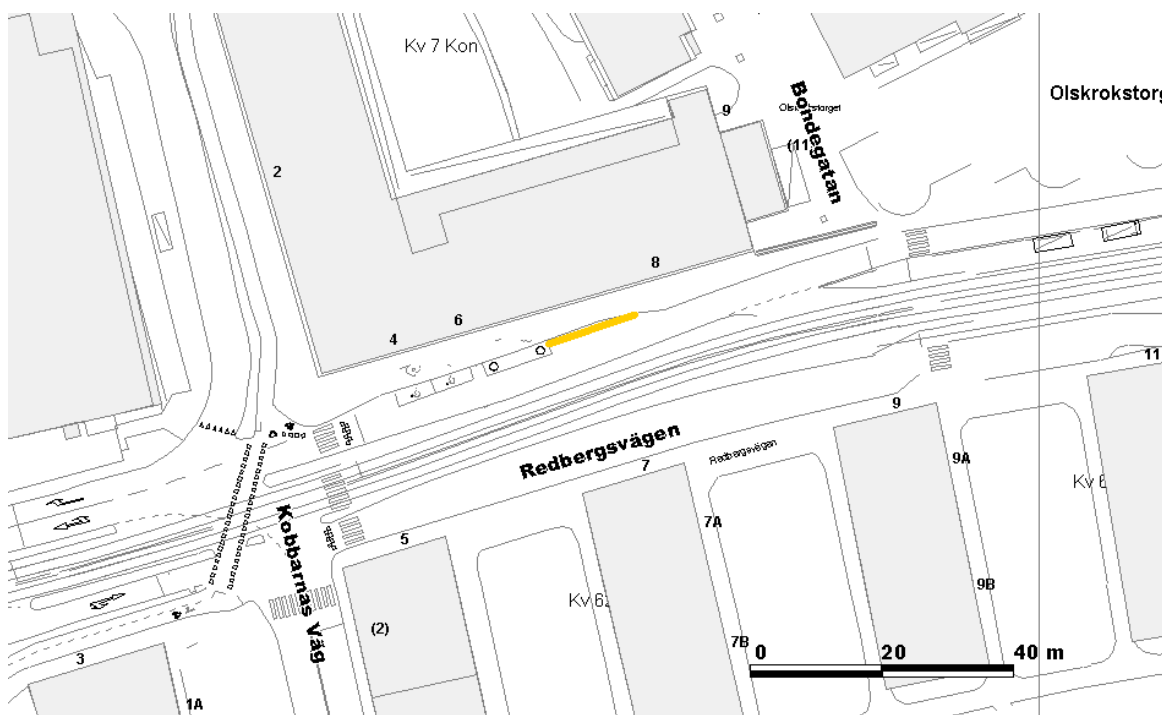 Kv 7 Kon
Olskrokstorg
Bondegatan
Olskrokstorget
9
(11)
2
8
6
4
Redbergsvägen
7
Redbergsvägen
9
11
9A
Kv 6
7A
5
Kobbarnas Väg
Kv 62
9B
(2)
7B
0 20 40 m
3
1A